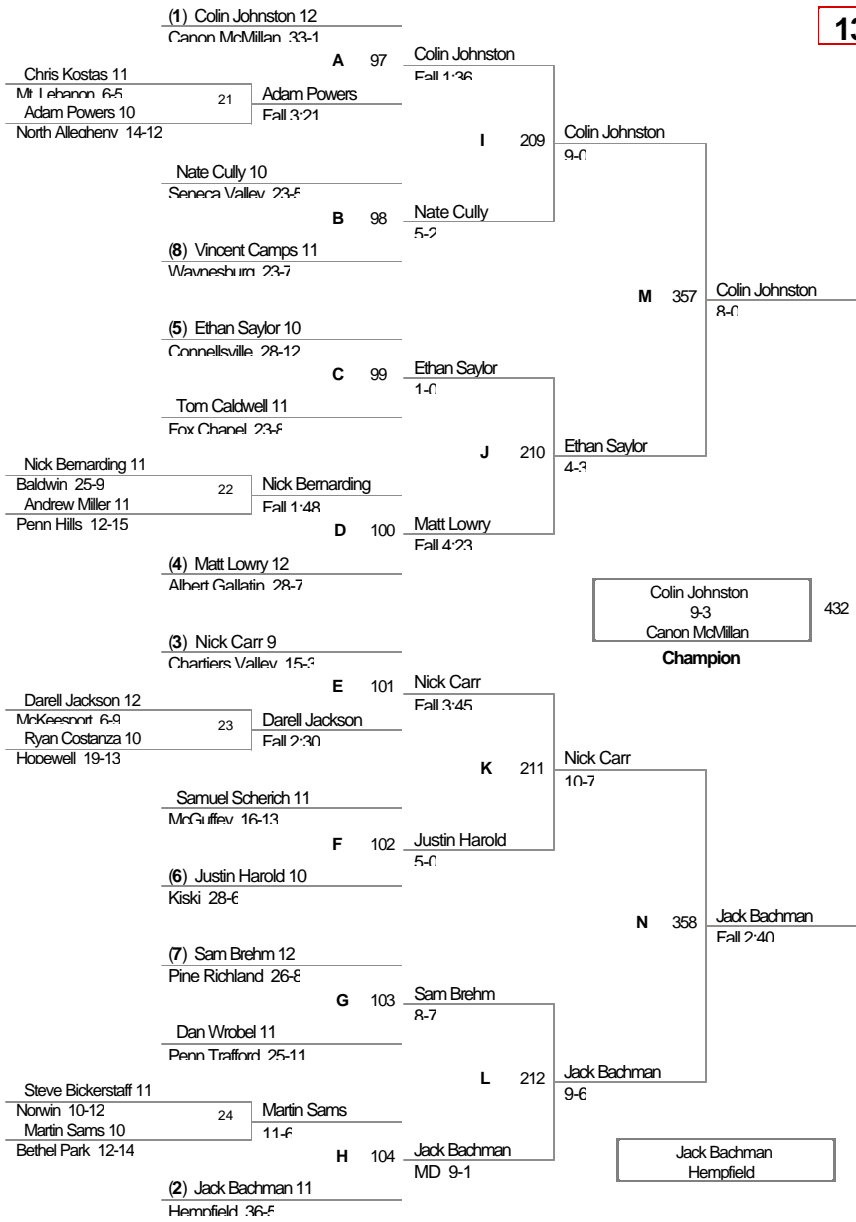 (1) Colin Johnston 12
Canon McMillan 33-1
13
A 97 Colin Johnston
Fall 1:36
Chris Kostas 11
Mt. Lebanon 6-5
21 Adam Powers
Fall 3:21
Adam Powers 10
North Allegheny 14-12
I 209 Colin Johnston
9-0
Nate Cully 10
Seneca Valley 23-5
B 98 Nate Cully
5-2
(8) Vincent Camps 11
Waynesburg 23-7
M 357 Colin Johnston
8-0
(5) Ethan Saylor 10
Connellsville 28-12
C 99 Ethan Saylor
1-0
Tom Caldwell 11
Fox Chapel 23-8
J 210 Ethan Saylor
4-3
Nick Bernarding 11
Baldwin 25-9
22 Nick Bernarding
Fall 1:48
Andrew Miller 11
Penn Hills 12-15
D 100 Matt Lowry
Fall 4:23
(4) Matt Lowry 12
Albert Gallatin 28-7
Colin Johnston
9-3
Canon McMillan
432
Champion
(3) Nick Carr 9
Chartiers Valley 15-3
E 101 Nick Carr
Fall 3:45
Darell Jackson 12
McKeesport 6-9
23 Darell Jackson
Fall 2:30
Ryan Costanza 10
Hopewell 19-13
K 211 Nick Carr
10-7
Samuel Scherich 11
McGuffey 16-13
F 102 Justin Harold
5-0
(6) Justin Harold 10
Kiski 28-6
N 358 Jack Bachman
Fall 2:40
(7) Sam Brehm 12
Pine Richland 26-8
G 103 Sam Brehm
8-7
Dan Wrobel 11
Penn Trafford 25-11
L 212 Jack Bachman
9-6
Steve Bickerstaff 11
Norwin 10-12
24 Martin Sams
11-6
Martin Sams 10
Bethel Park 12-14
H 104 Jack Bachman
MD 9-1
Jack Bachman
Hempfield
(2) Jack Bachman 11
Hempfield 36-5